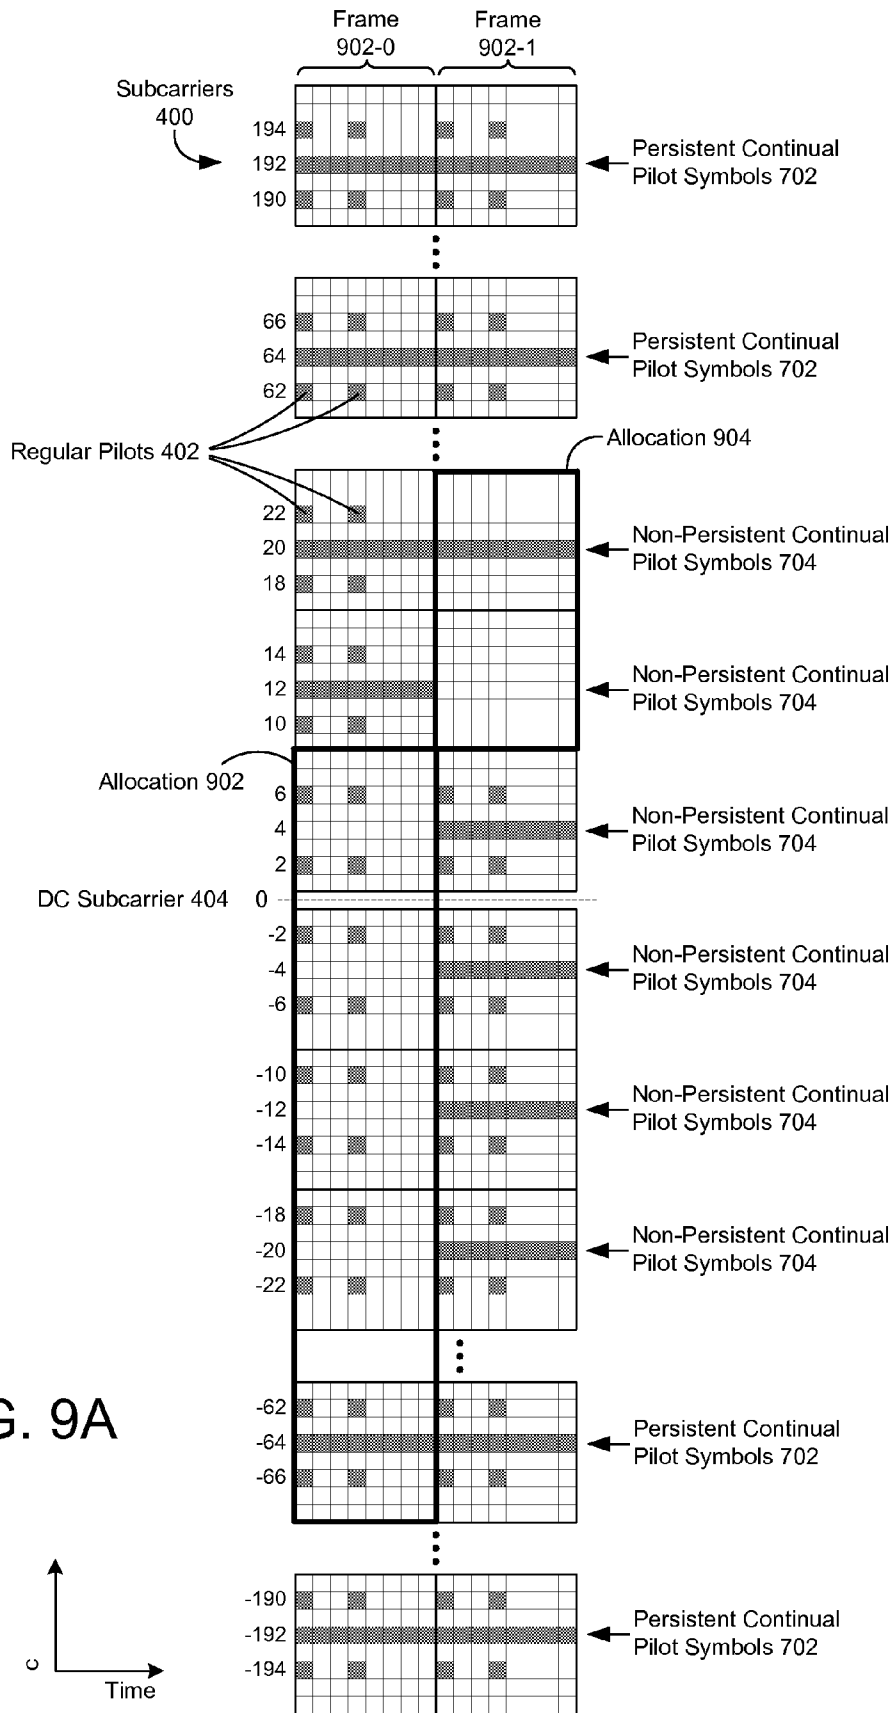 Frame
902-0
Frame
902-1
Subcarriers
400
194
192
190
Persistent Continual
Pilot Symbols 702
66
64
62
Persistent Continual
Pilot Symbols 702
Regular Pilots 402
Allocation 904
22
20
18
Non-Persistent Continual
Pilot Symbols 704
14
12
10
Non-Persistent Continual
Pilot Symbols 704
Allocation 902
6
4
2
Non-Persistent Continual
Pilot Symbols 704
DC Subcarrier 404 0
-2
-4
-6
Non-Persistent Continual
Pilot Symbols 704
-10
-12
-14
Non-Persistent Continual
Pilot Symbols 704
-18
-20
-22
Non-Persistent Continual
Pilot Symbols 704
G. 9A
-62
-64
-66
Persistent Continual
Pilot Symbols 702
-190
-192
-194
Persistent Continual
Pilot Symbols 702
c
Time